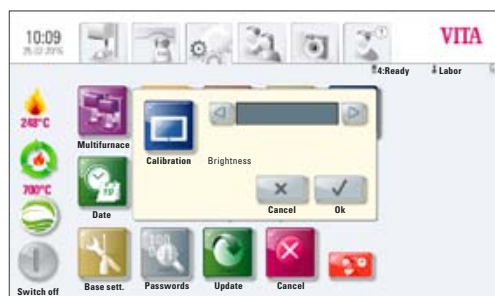 10:09
VITA
4:Ready
Labor
248°C
Multifurnace
Calibration
Brightness
700°C
Date
Cancel
Ok
Switch off
Base sett.
Passwords
Update
Cancel